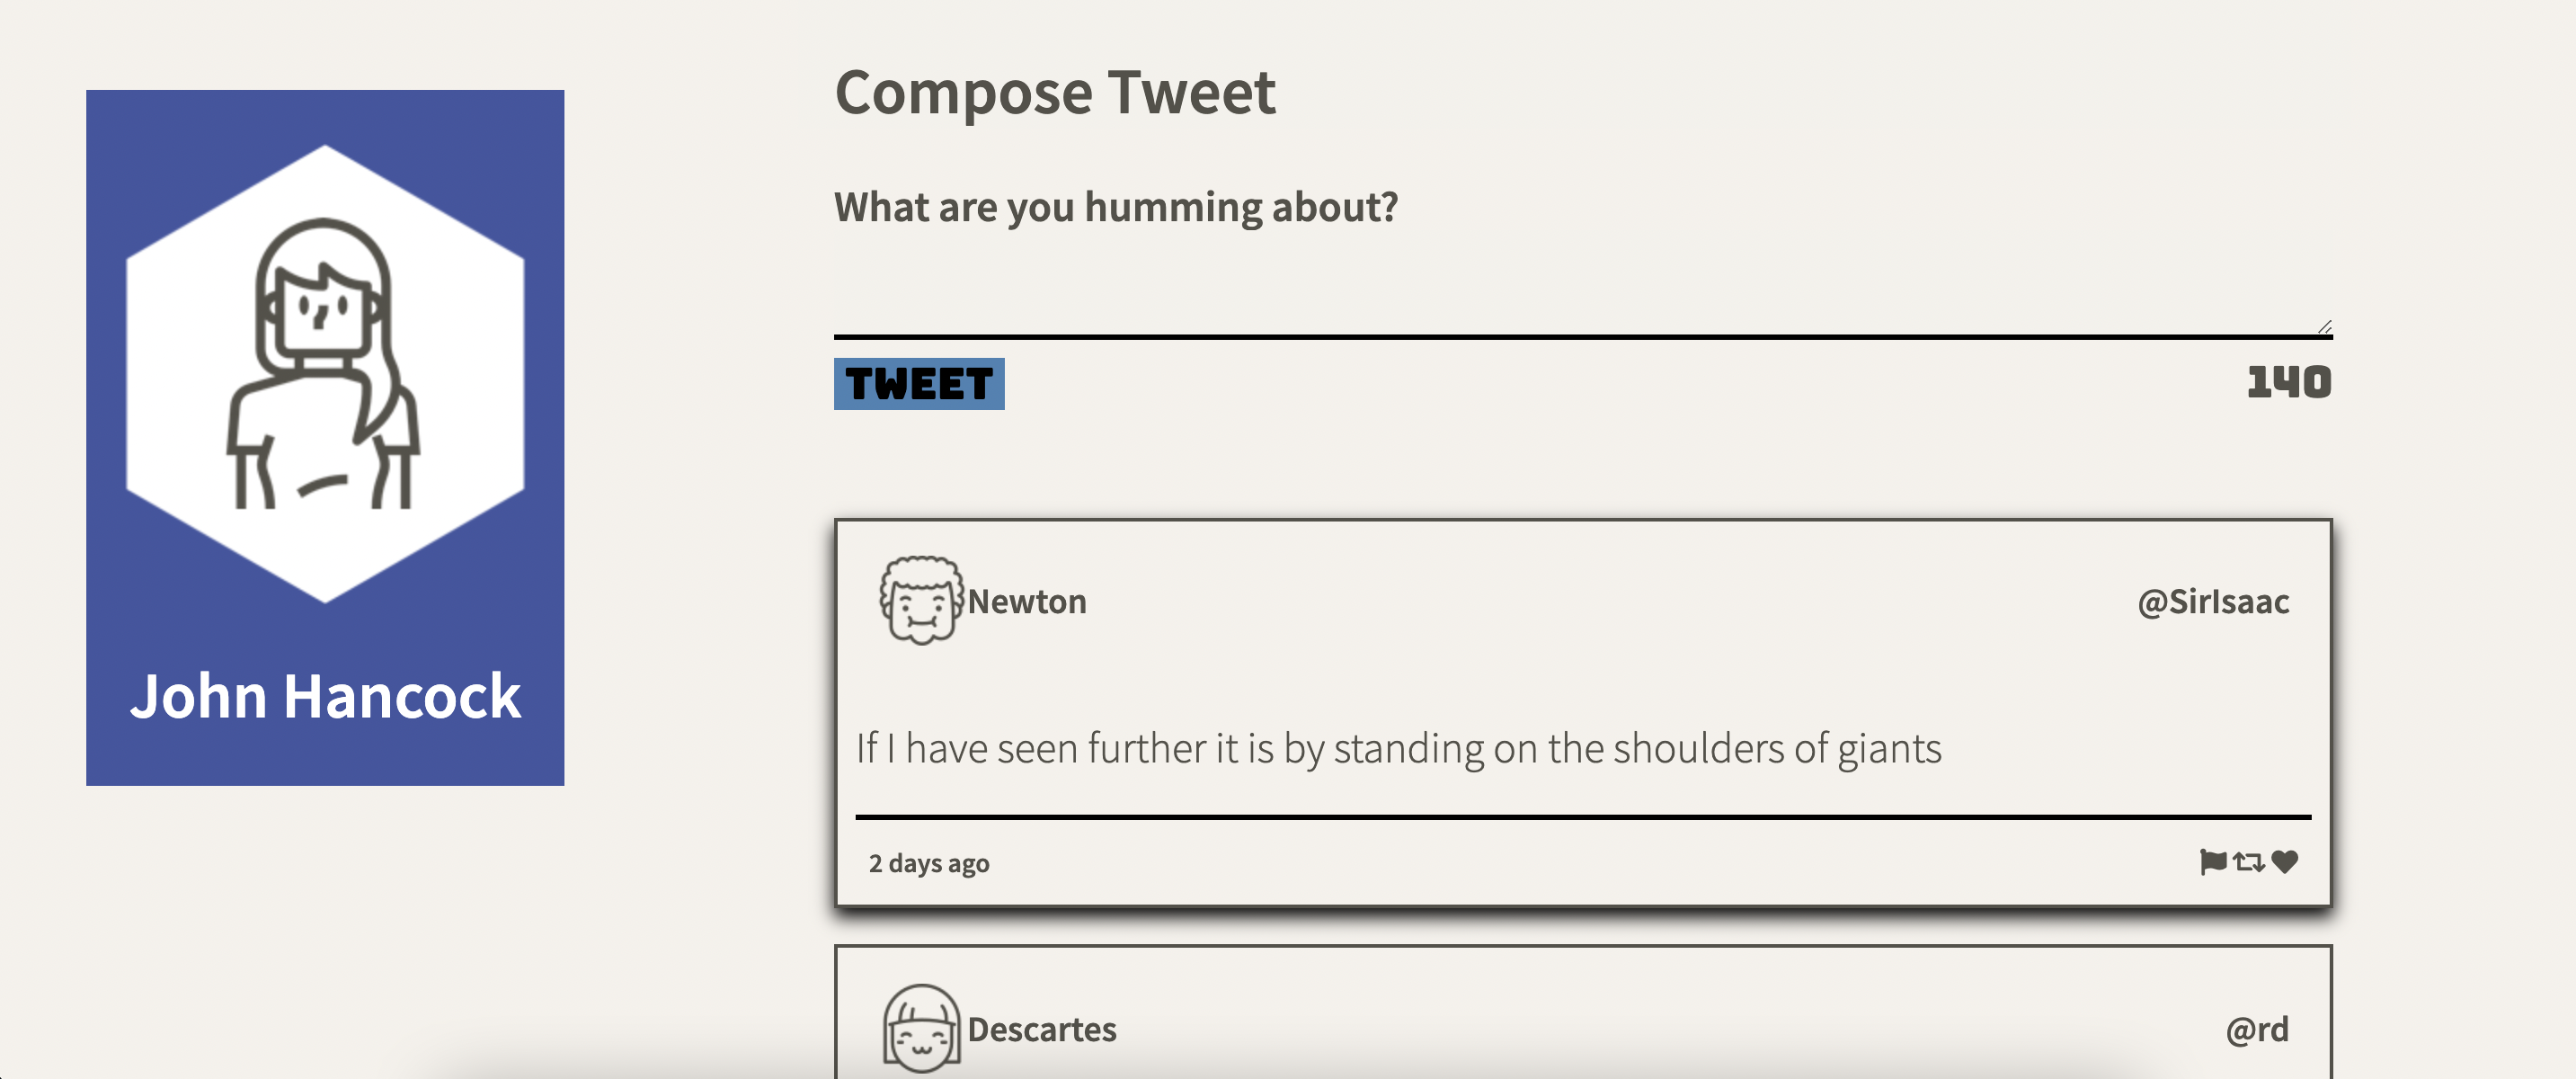 Compose Tweet
What are you humming about?
TWEET
140
John Hancock
Newton
@SirIsaac
If I have seen further it is by standing on the shoulders of giants
2 days ago
Descartes
@rd